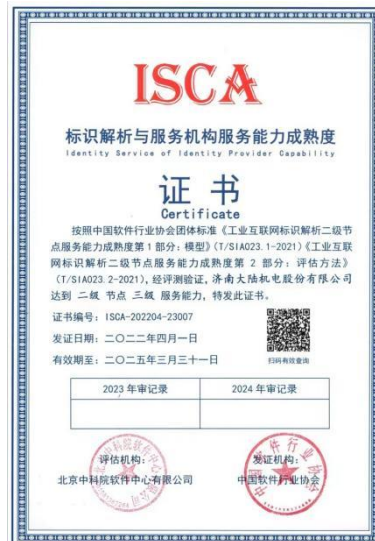 ISCA
标识解析与服务机构服务能力成熟度
Identity Service of Identity Provider Capability
证 书
Certificate
按照中国软件行业协会团体标准《工业互联网标识解析二级节
点服务能力成熟度第 1 部分：模型》(T/SIA023.1-2021)《工业互联
网标识解析二级节点服务能力成熟度第 2 部分：评估方法》
(T/SIA023.2-2021)，经评测验证，济南大陆机电股份有限公司
达到 二级 节点 三级 服务能力，特发此证书。
证书编号：ISCA-202204-23007
发证日期：二〇二二年四月一日
有效期至：二〇二五年三月三十一日
扫码有效查询
2023 年审记录 2024 年审记录
评估机构： 发证机构：
北京中科院软件中心有限公司 中国软件行业协会